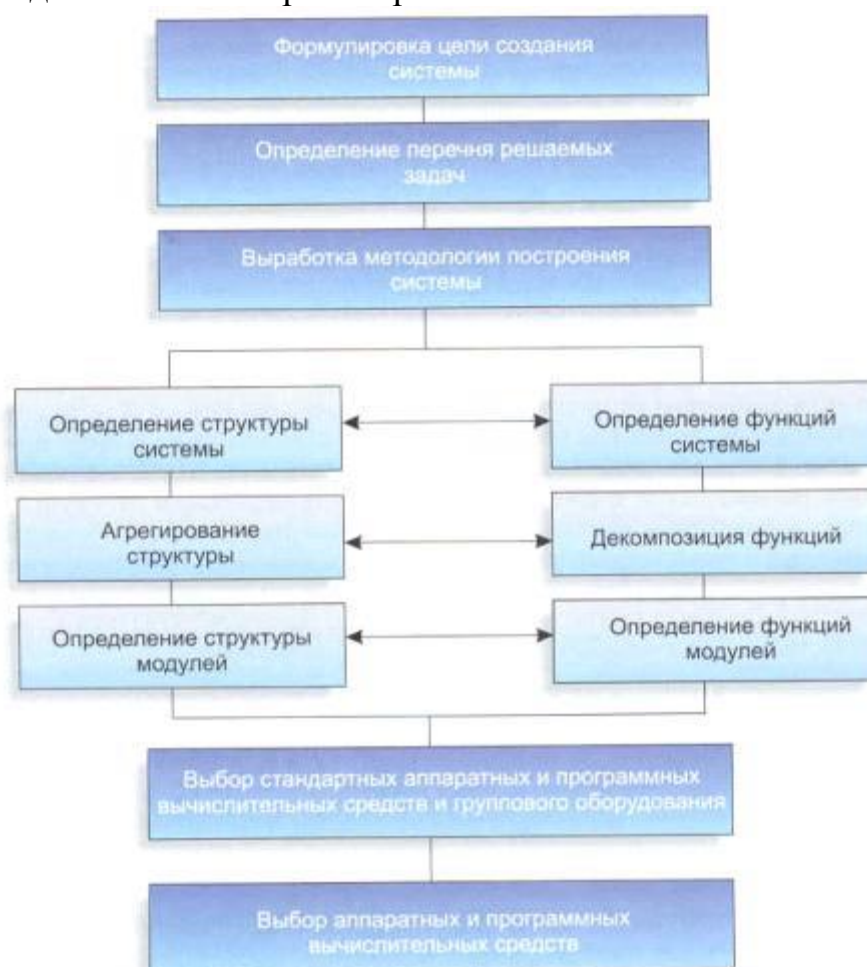 Формулировка цели создания
системы
Определение перечня решаемых
задач
Выработка методологии построения
системы
Определение структуры
системы
Определение функций
системы
Агрегирование
структуры
Декомпозиция функций
Определение структуры
модулей
Определение функций
модулей
Выбор стандартных аппаратных и программных
вычислительных средств и группового оборудования
Выбор аппаратных и программных
вычислительных средств